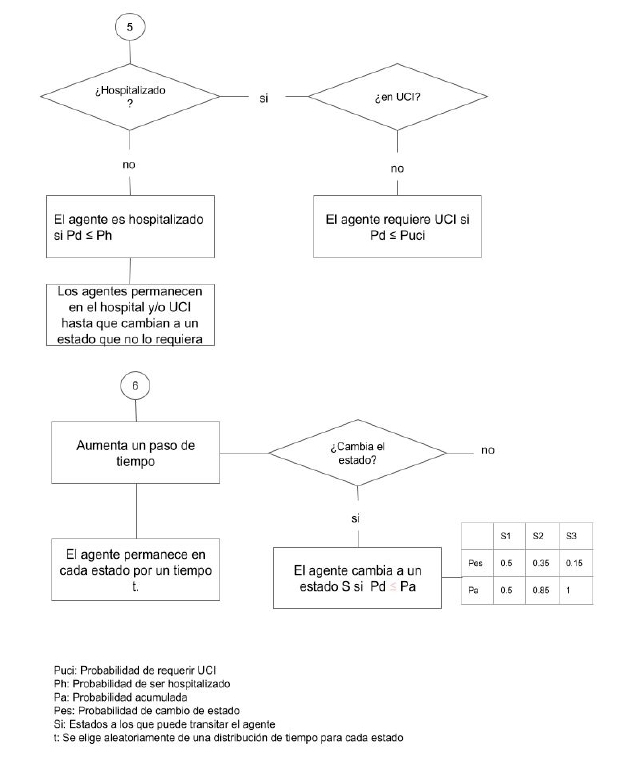 5
¿Hospitalizado
?
si
¿en UCI?
no
no
El agente es hospitalizado
si Pd ≤ Ph
El agente requiere UCI si
Pd ≤ Puci
Los agentes permanecen
en el hospital y/o UCI
hasta que cambian a un
estado que no lo requiera
6
Aumenta un paso de
tiempo
¿Cambia el
estado?
no
si
El agente permanece en
cada estado por un tiempo
t.
El agente cambia a un
estado S si Pd ≤ Pa
S1 S2 S3
Pes 0.5 0.35 0.15
Pa 0.5 0.85 1
Puci: Probabilidad de requerir UCI
Ph: Probabilidad de ser hospitalizado
Pa: Probabilidad acumulada
Pes: Probabilidad de cambio de estado
Si: Estados a los que puede transitar el agente
t: Se elige aleatoriamente de una distribución de tiempo para cada estado